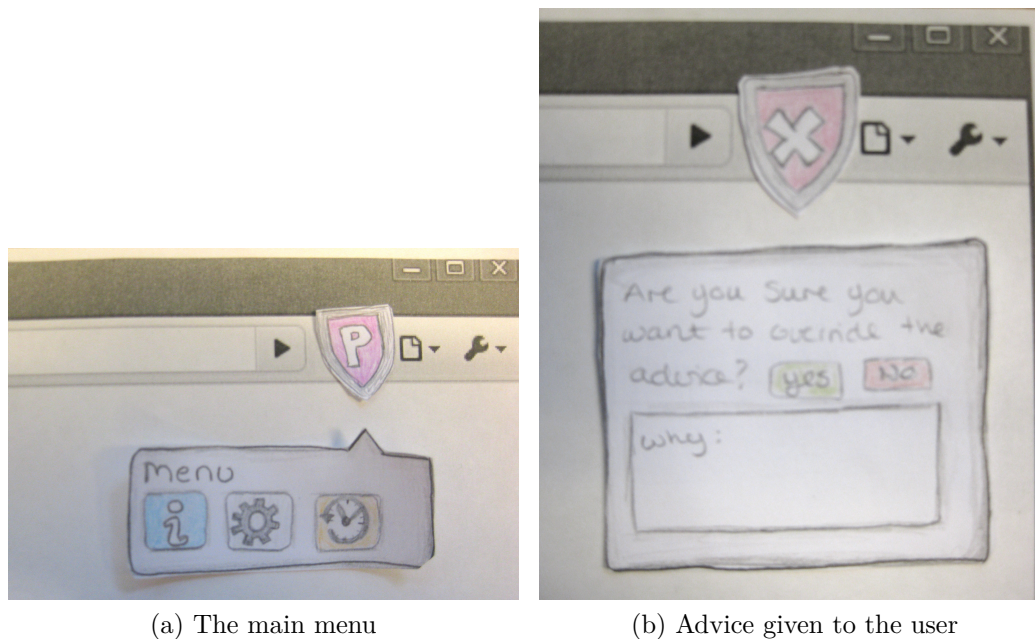 P
Menu
i
(a) The main menu
X
Are you Sure you
want to override the
advice? yes No
why:
(b) Advice given to the user